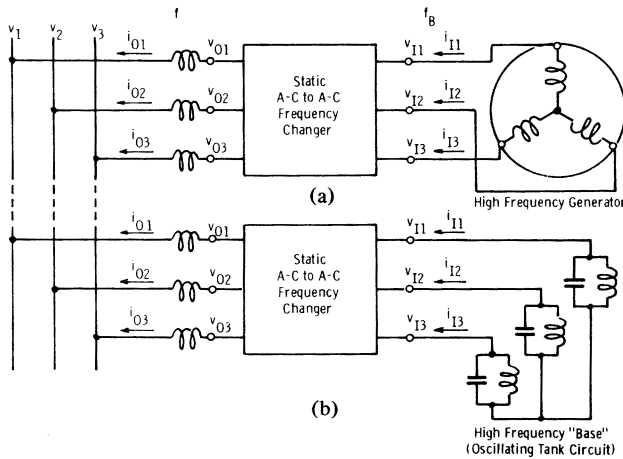 f f_B
v1 v2 v3
iO1 vO1 vI1 iI1
iO2 vO2 vI2 iI2
iO3 vO3 vI3 iI3
Static
A-C to A-C
Frequency
Changer
(a)
High Frequency Generator
iO1 vO1 vI1 iI1
iO2 vO2 vI2 iI2
iO3 vO3 vI3 iI3
Static
A-C to A-C
Frequency
Changer
(b)
High Frequency "Base"
(Oscillating Tank Circuit)